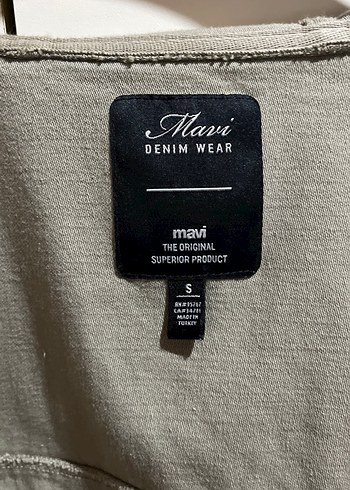 Mavi
DENIM WEAR
mavi
THE ORIGINAL
SUPERIOR PRODUCT
S
MADE IN
TURKEY